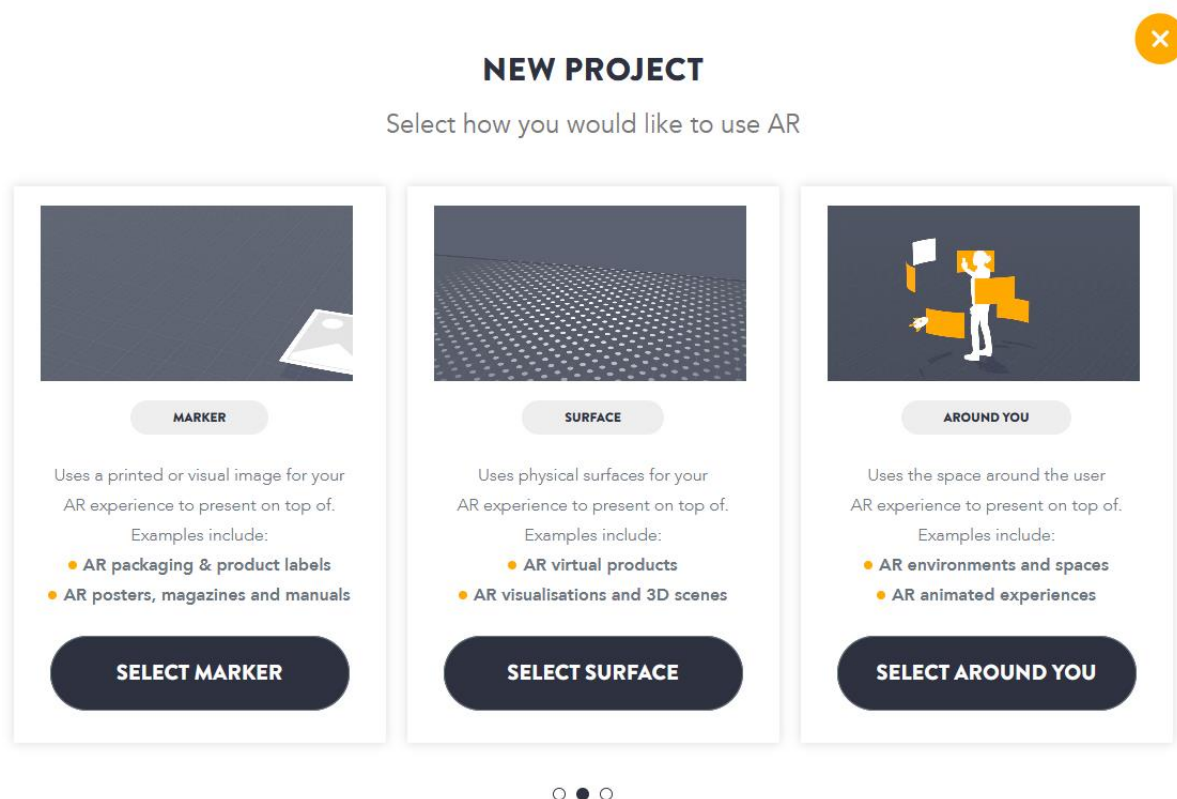 NEW PROJECT
Select how you would like to use AR
MARKER
Uses a printed or visual image for your
AR experience to present on top of.
Examples include:
AR packaging & product labels
AR posters, magazines and manuals
SELECT MARKER
SURFACE
Uses physical surfaces for your
AR experience to present on top of.
Examples include:
AR virtual products
AR visualisations and 3D scenes
SELECT SURFACE
AROUND YOU
Uses the space around the user
AR experience to present on top of.
Examples include:
AR environments and spaces
AR animated experiences
SELECT AROUND YOU